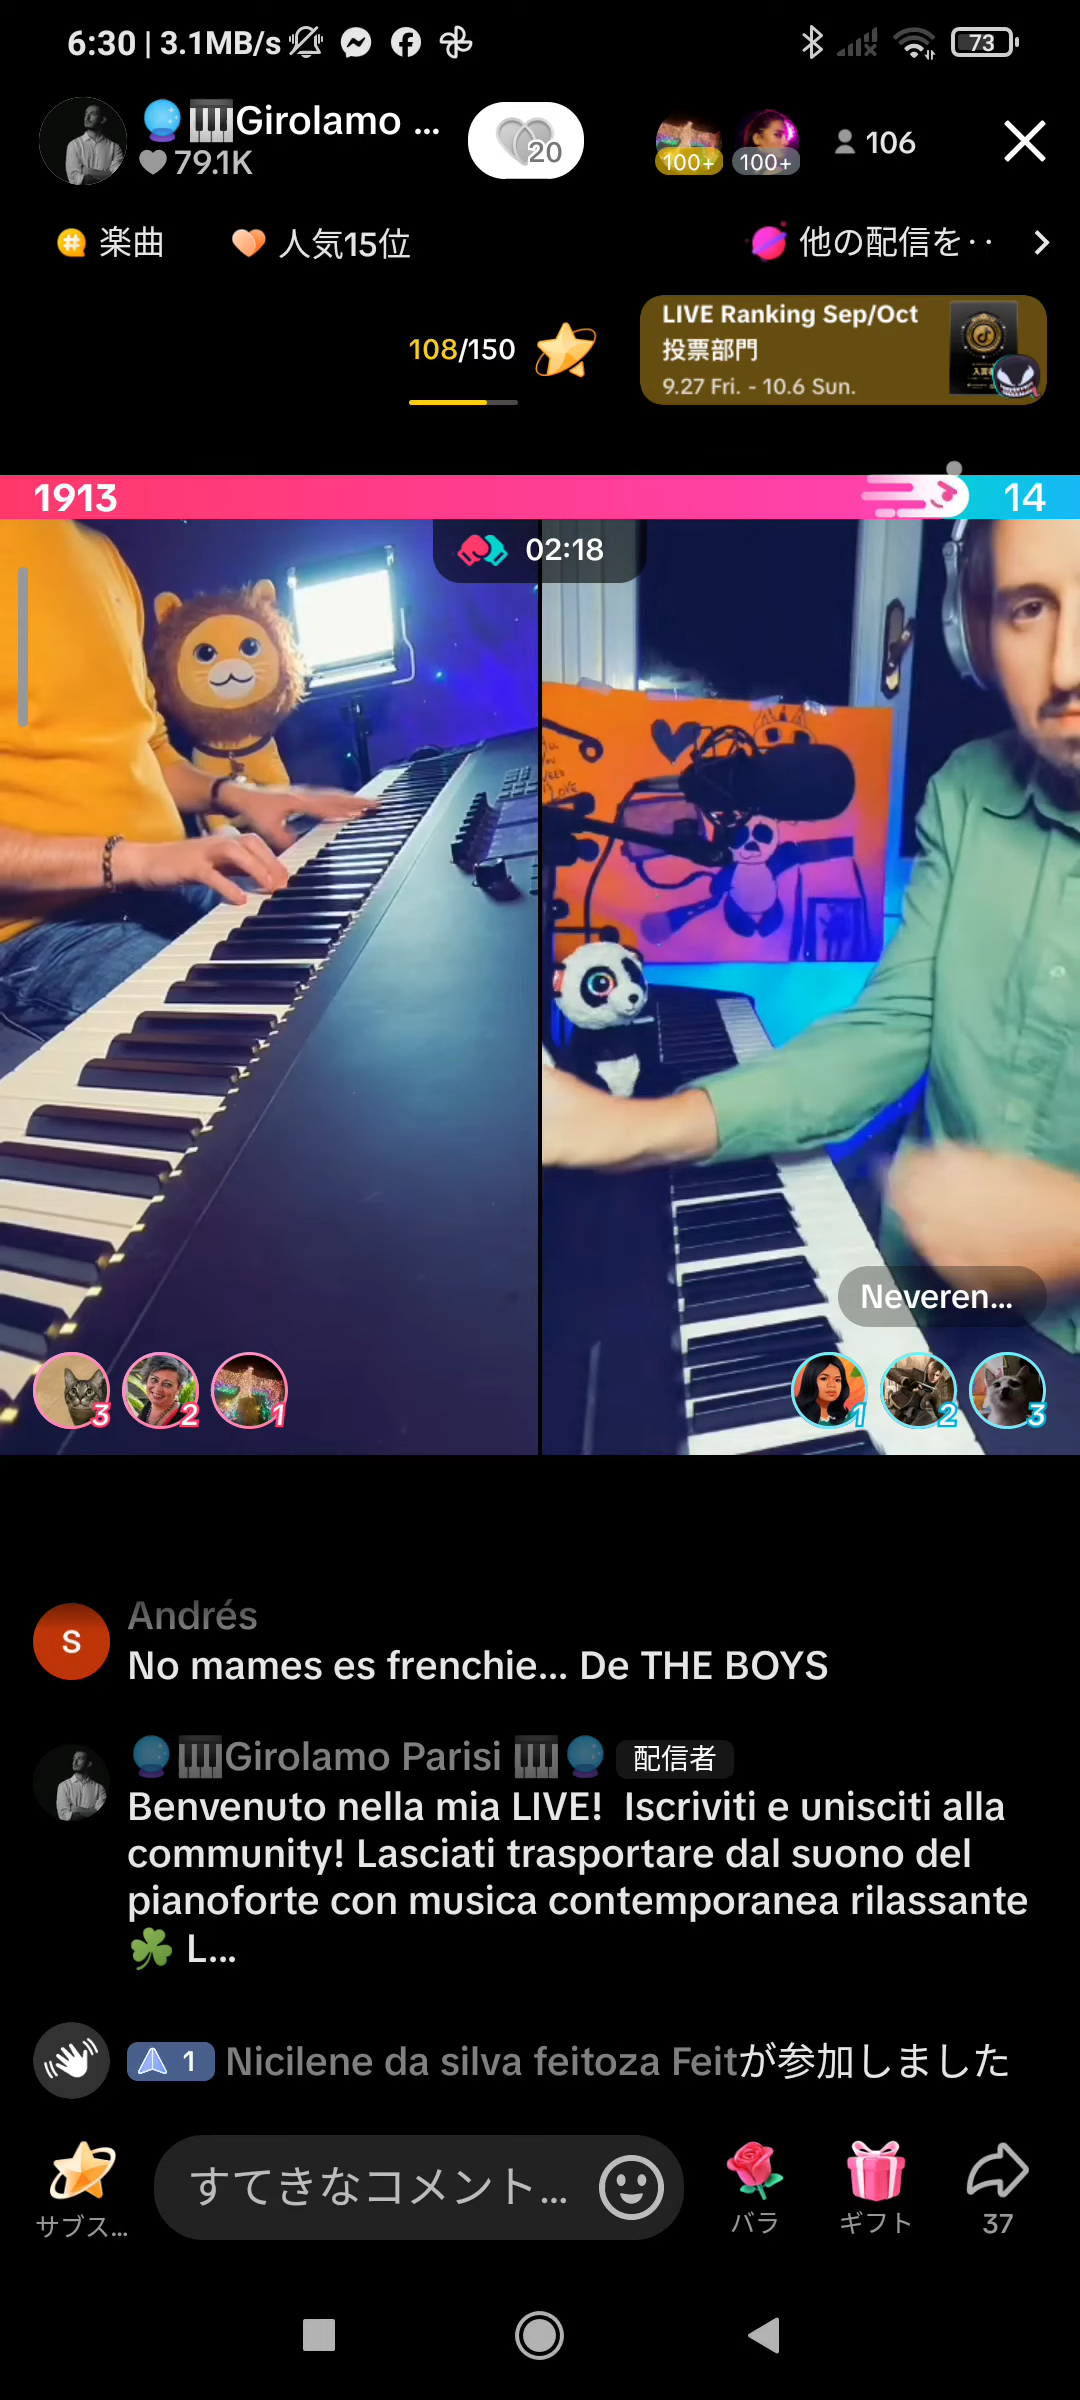 6:30 | 3.1MB/s
73
Girolamo ...
79.1K
20
100+
100+
106
楽曲
人気15位
他の配信を‥
108/150
LIVE Ranking Sep/Oct
投票部門
9.27 Fri. - 10.6 Sun.
1913
14
02:18
Neveren...
3
2
1
1
2
3
S
Andrés
No mames es frenchie... De THE BOYS
Girolamo Parisi
配信者
Benvenuto nella mia LIVE! Iscriviti e unisciti alla
community! Lasciati trasportare dal suono del
pianoforte con musica contemporanea rilassante
☘️ L...
1 Nicilene da silva feitoza Feitが参加しました
すてきなコメント...
サブス...
バラ
ギフト
37